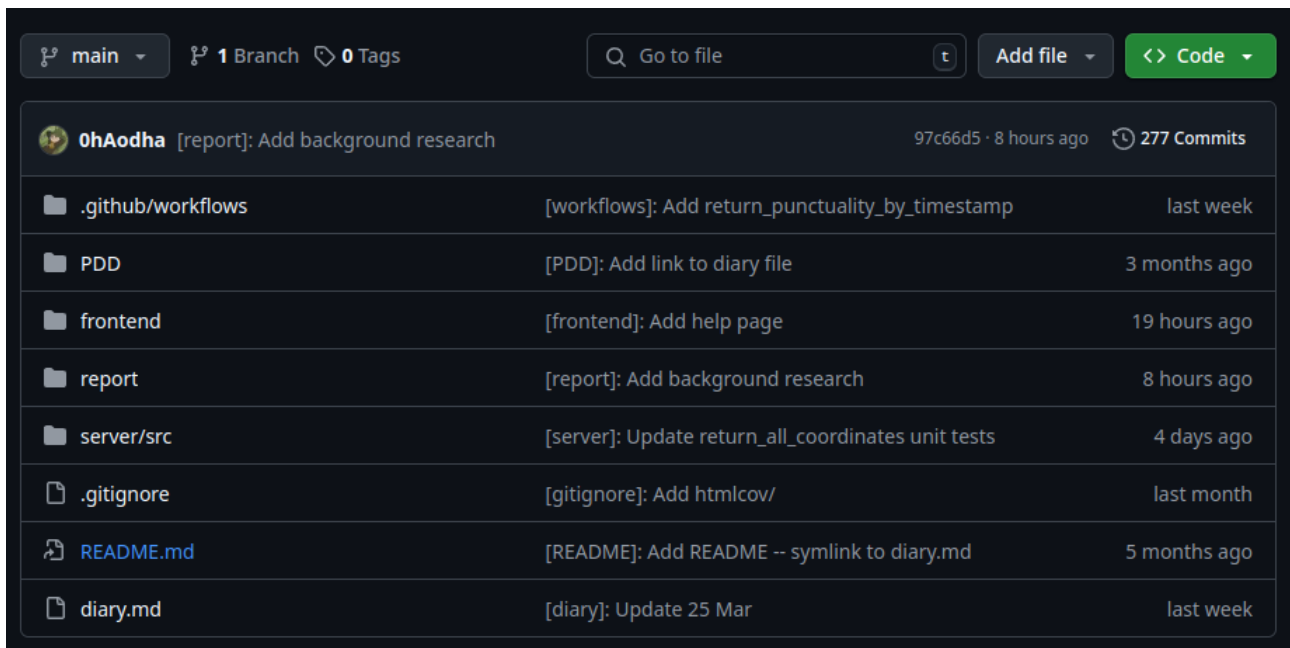 main 1 Branch 0 Tags Go to file t Add file Code
0hAodha [report]: Add background research 97c66d5 · 8 hours ago 277 Commits
.github/workflows [workflows]: Add return_punctuality_by_timestamp last week
PDD [PDD]: Add link to diary file 3 months ago
frontend [frontend]: Add help page 19 hours ago
report [report]: Add background research 8 hours ago
server/src [server]: Update return_all_coordinates unit tests 4 days ago
.gitignore [gitignore]: Add htmlcov/ last month
README.md [README]: Add README -- symlink to diary.md 5 months ago
diary.md [diary]: Update 25 Mar last week